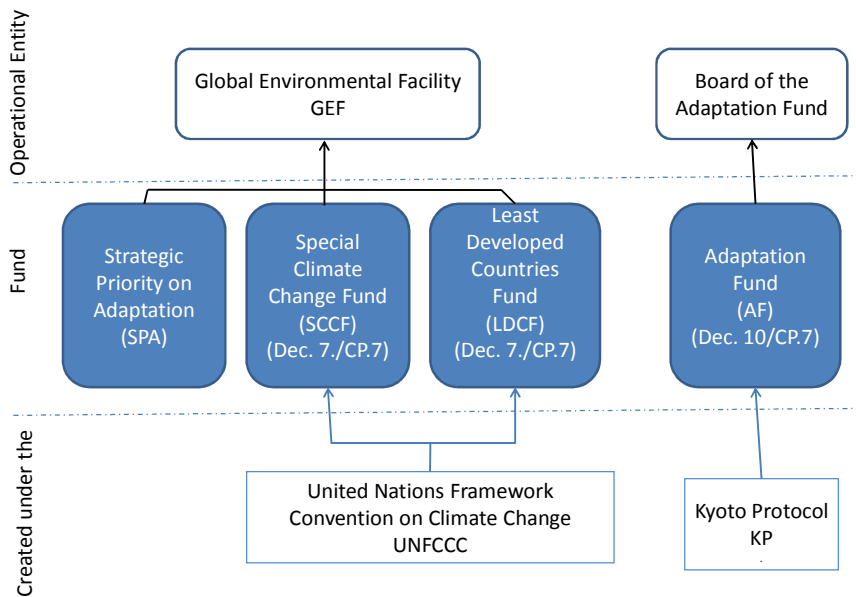 Operational Entity
Global Environmental Facility
GEF
Board of the
Adaptation Fund
Fund
Strategic
Priority on
Adaptation
(SPA)
Special
Climate
Change Fund
(SCCF)
(Dec. 7./CP.7)
Least
Developed
Countries
Fund
(LDCF)
(Dec. 7./CP.7)
Adaptation
Fund
(AF)
(Dec. 10/CP.7)
Created under the
United Nations Framework
Convention on Climate Change
UNFCCC
Kyoto Protocol
KP
.